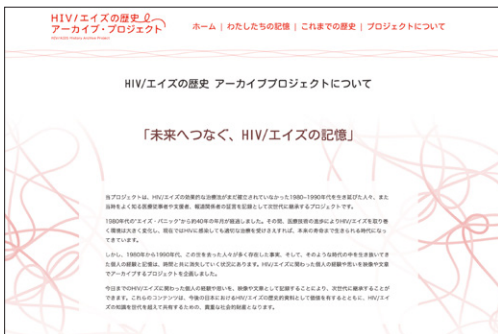 HIV/エイズの歴史
アーカイブ・プロジェクト
HIV/AIDS History Archive Project
ホーム | わたしたちの記憶 | これまでの歴史 | プロジェクトについて
HIV/エイズの歴史 アーカイブプロジェクトについて
「未来へつなぐ、HIV/エイズの記憶」
当プロジェクトは、HIV/エイズの効果的な治療法がまだ確立されていなかった1980~1990年代を生き延びた人々、また
当時をよく知る医療従事者や支援者、報道関係者の証言を記録として次世代に継承するプロジェクトです。
1980年代の"エイズ・パニック"から約40年の年月が経過しました。その間、医療技術の進歩によりHIV/エイズを取り巻
く環境は大きく変化し、現在ではHIVに感染しても適切な治療を受けさえすれば、本来の寿命まで生きられる時代になっ
てきています。
しかし、1980年から1990年代、この世を去った人々が多く存在した事実、そして、そのような時代の中を生き抜いてき
た個人の経験と記憶は、時間と共に消失していく状況にあります。HIV/エイズに関わった個人の経験や思いを映像や文章
でアーカイブするプロジェクトを企画しました。
今日までのHIV/エイズに関わった個人の経験や思いを、映像や文章として記録することにより、次世代に継承することが
できます。これらのコンテンツは、今後の日本におけるHIV/エイズの歴史的資料として価値を有するとともに、HIV/エイ
ズの知識を世代を超えて共有するための、貴重な社会的財産となります。